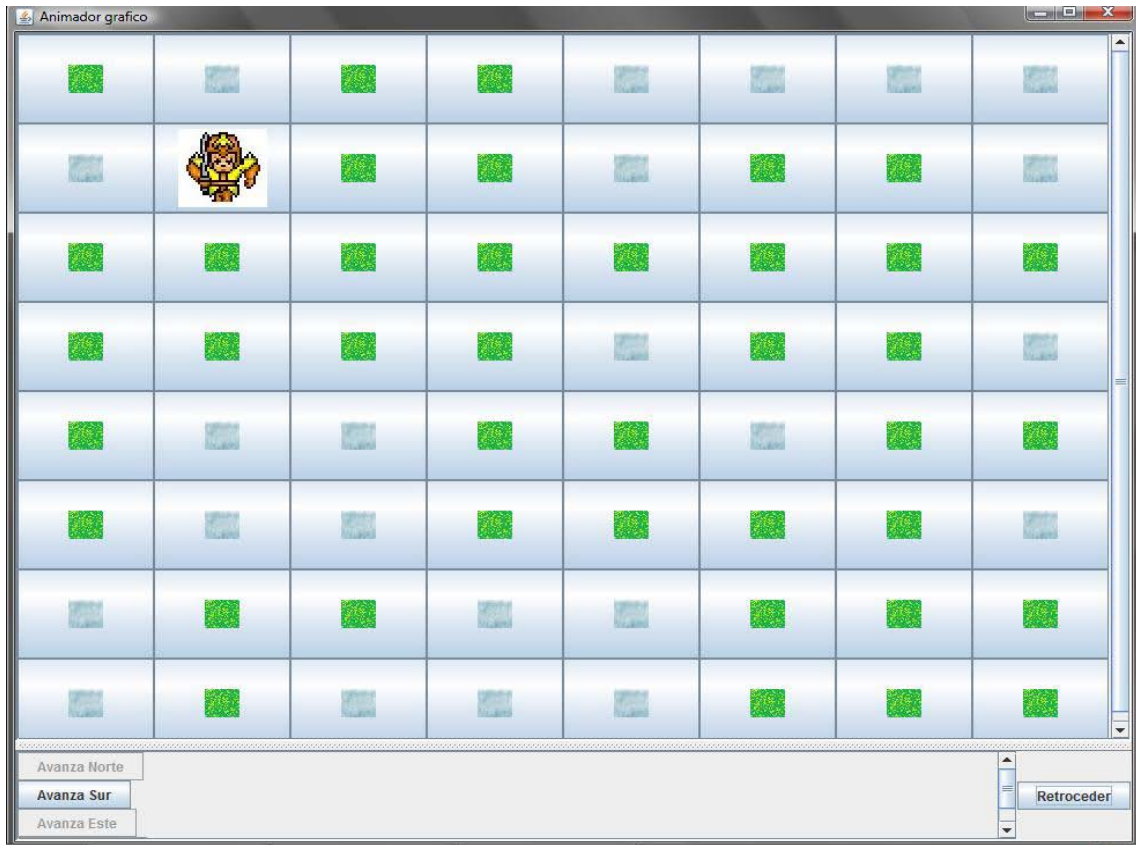 Animador grafico
Avanza Norte
Avanza Sur
Retroceder
Avanza Este